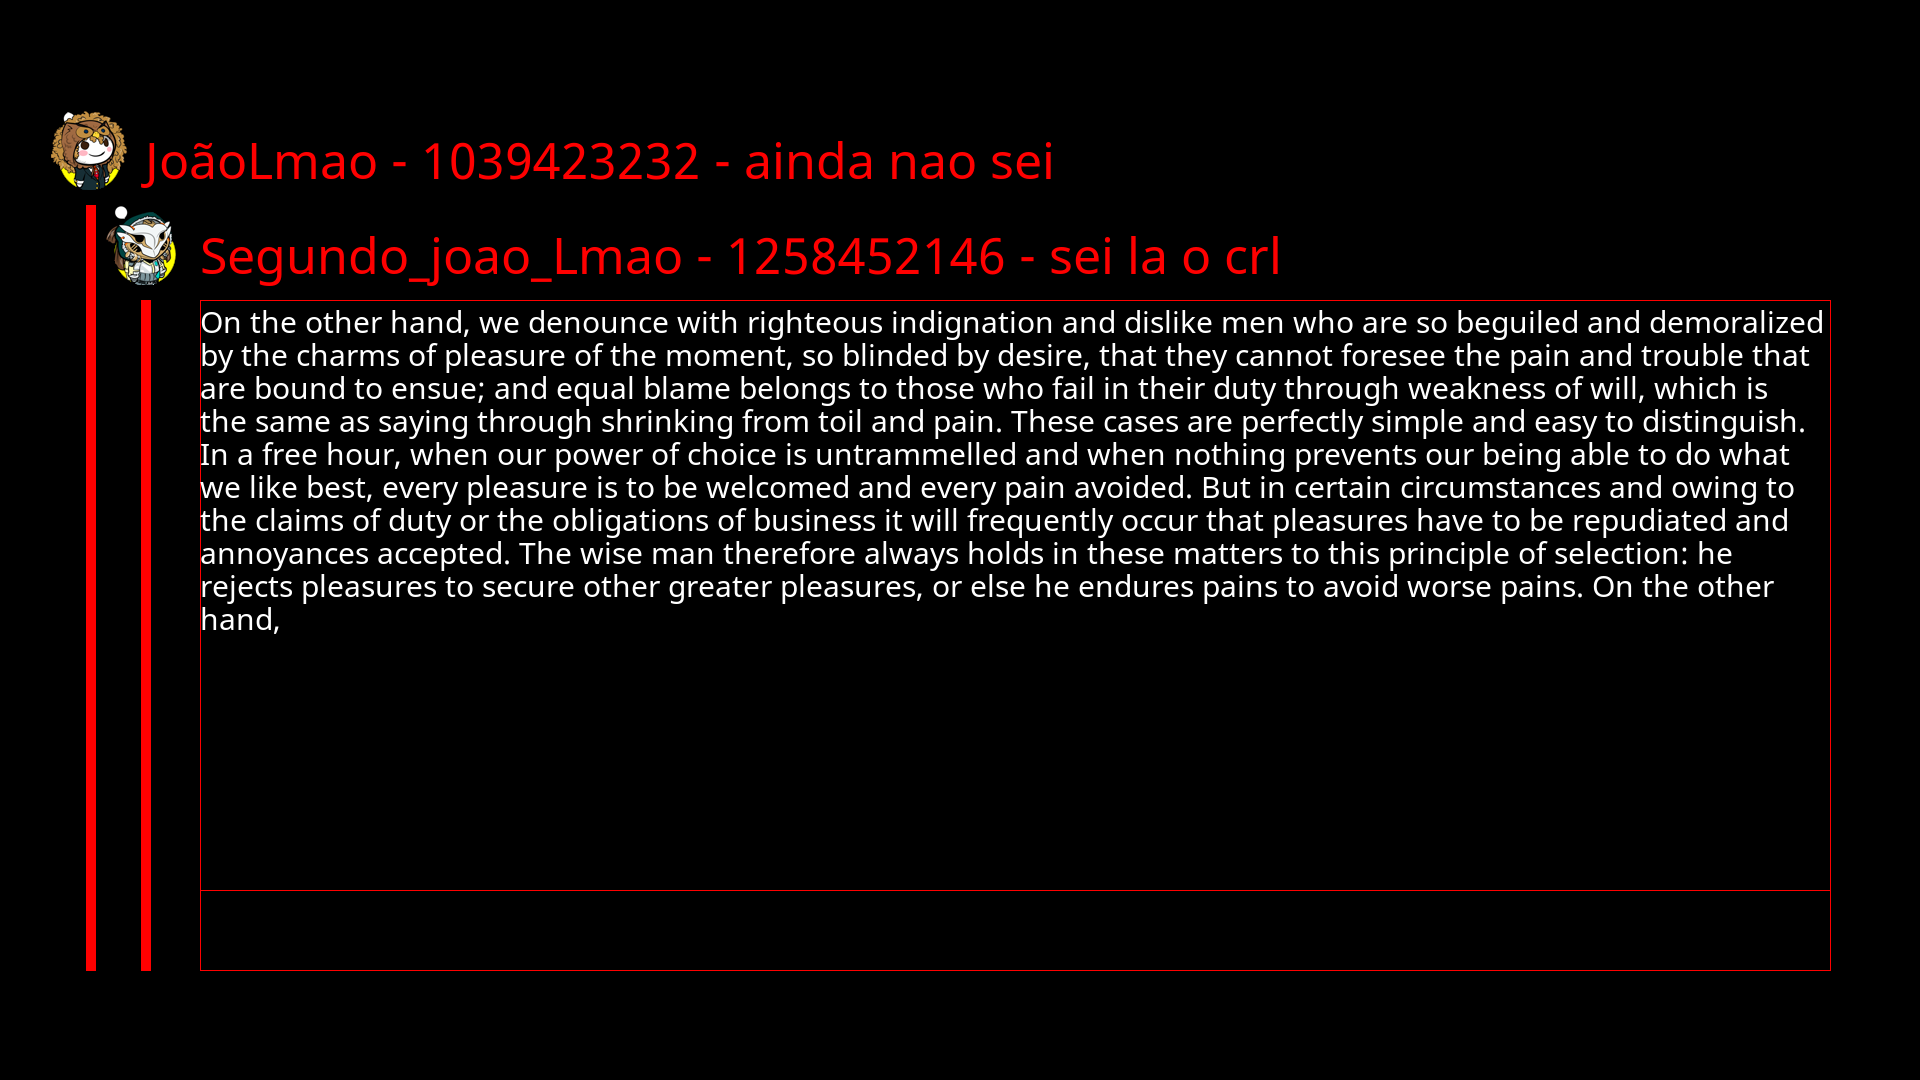 JoãoLmao - 1039423232 - ainda nao sei
Segundo_joao_Lmao - 1258452146 - sei la o crl
On the other hand, we denounce with righteous indignation and dislike men who are so beguiled and demoralized
by the charms of pleasure of the moment, so blinded by desire, that they cannot foresee the pain and trouble that
are bound to ensue; and equal blame belongs to those who fail in their duty through weakness of will, which is
the same as saying through shrinking from toil and pain. These cases are perfectly simple and easy to distinguish.
In a free hour, when our power of choice is untrammelled and when nothing prevents our being able to do what
we like best, every pleasure is to be welcomed and every pain avoided. But in certain circumstances and owing to
the claims of duty or the obligations of business it will frequently occur that pleasures have to be repudiated and
annoyances accepted. The wise man therefore always holds in these matters to this principle of selection: he
rejects pleasures to secure other greater pleasures, or else he endures pains to avoid worse pains. On the other
hand,